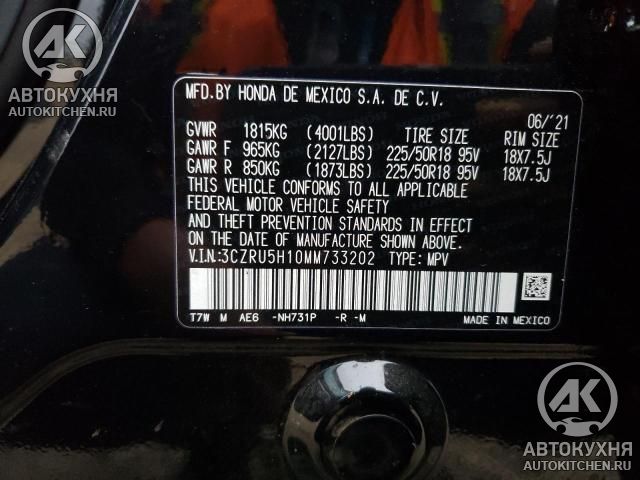 AK
АВТОКУХНЯ
AUTOKITCHEN.RU
MFD.BY HONDA DE MEXICO S.A. DE C.V.
06/'21
GVWR 1815KG (4001LBS) TIRE SIZE RIM SIZE
GAWR F 965KG (2127LBS) 225/50R18 95V 18X7.5J
GAWR R 850KG (1873LBS) 225/50R18 95V 18X7.5J
THIS VEHICLE CONFORMS TO ALL APPLICABLE
FEDERAL MOTOR VEHICLE SAFETY
AND THEFT PREVENTION STANDARDS IN EFFECT
ON THE DATE OF MANUFACTURE SHOWN ABOVE.
V.I.N.:3CZRU5H10MM733202 TYPE: MPV
T7W M AE6 -NH731P -R -M MADE IN MEXICO
AK
АВТОКУХНЯ
AUTOKITCHEN.RU